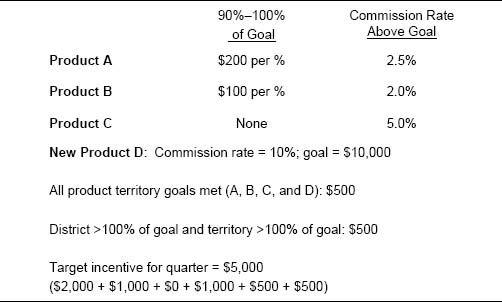 90%–100% Commission Rate
of Goal Above Goal
Product A $200 per % 2.5%
Product B $100 per % 2.0%
Product C None 5.0%
New Product D: Commission rate = 10%; goal = $10,000
All product territory goals met (A, B, C, and D): $500
District >100% of goal and territory >100% of goal: $500
Target incentive for quarter = $5,000
($2,000 + $1,000 + $0 + $1,000 + $500 + $500)